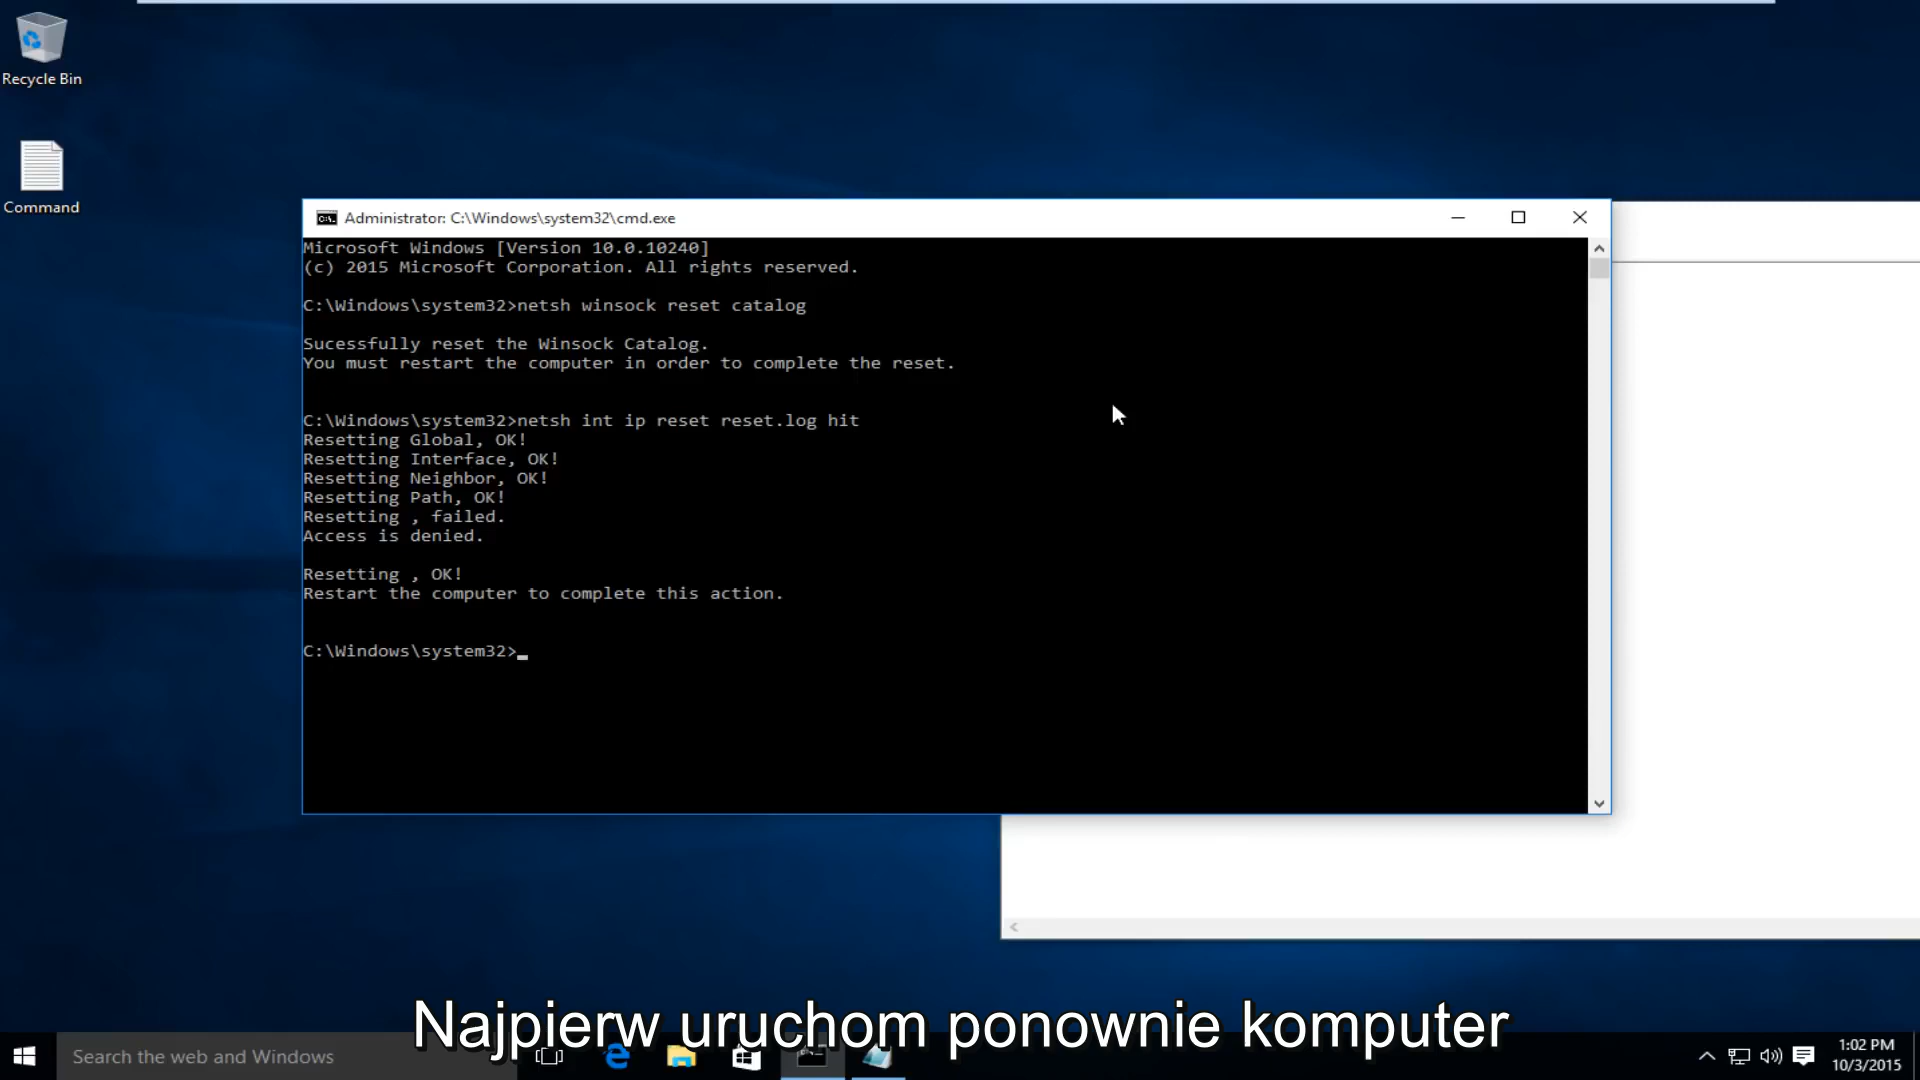 Recycle Bin
Command
Administrator: C:\Windows\system32\cmd.exe
Microsoft Windows [Version 10.0.10240]
(c) 2015 Microsoft Corporation. All rights reserved.
C:\Windows\system32>netsh winsock reset catalog
Sucessfully reset the Winsock Catalog.
You must restart the computer in order to complete the reset.
C:\Windows\system32>netsh int ip reset reset.log hit
Resetting Global, OK!
Resetting Interface, OK!
Resetting Neighbor, OK!
Resetting Path, OK!
Resetting , failed.
Access is denied.
Resetting , OK!
Restart the computer to complete this action.
C:\Windows\system32>_
Najpierw uruchom ponownie komputer
Search the web and Windows
1:02 PM
10/3/2015